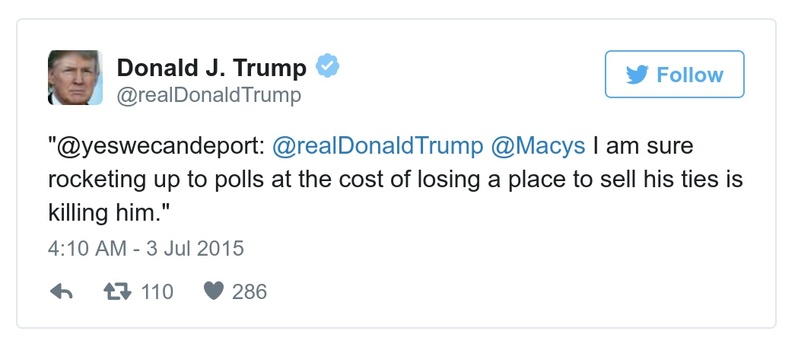 Donald J. Trump
@realDonaldTrump
Follow
"@yeswecandeport: @realDonaldTrump @Macys I am sure
rocketing up to polls at the cost of losing a place to sell his ties is
killing him."
4:10 AM - 3 Jul 2015
110 286